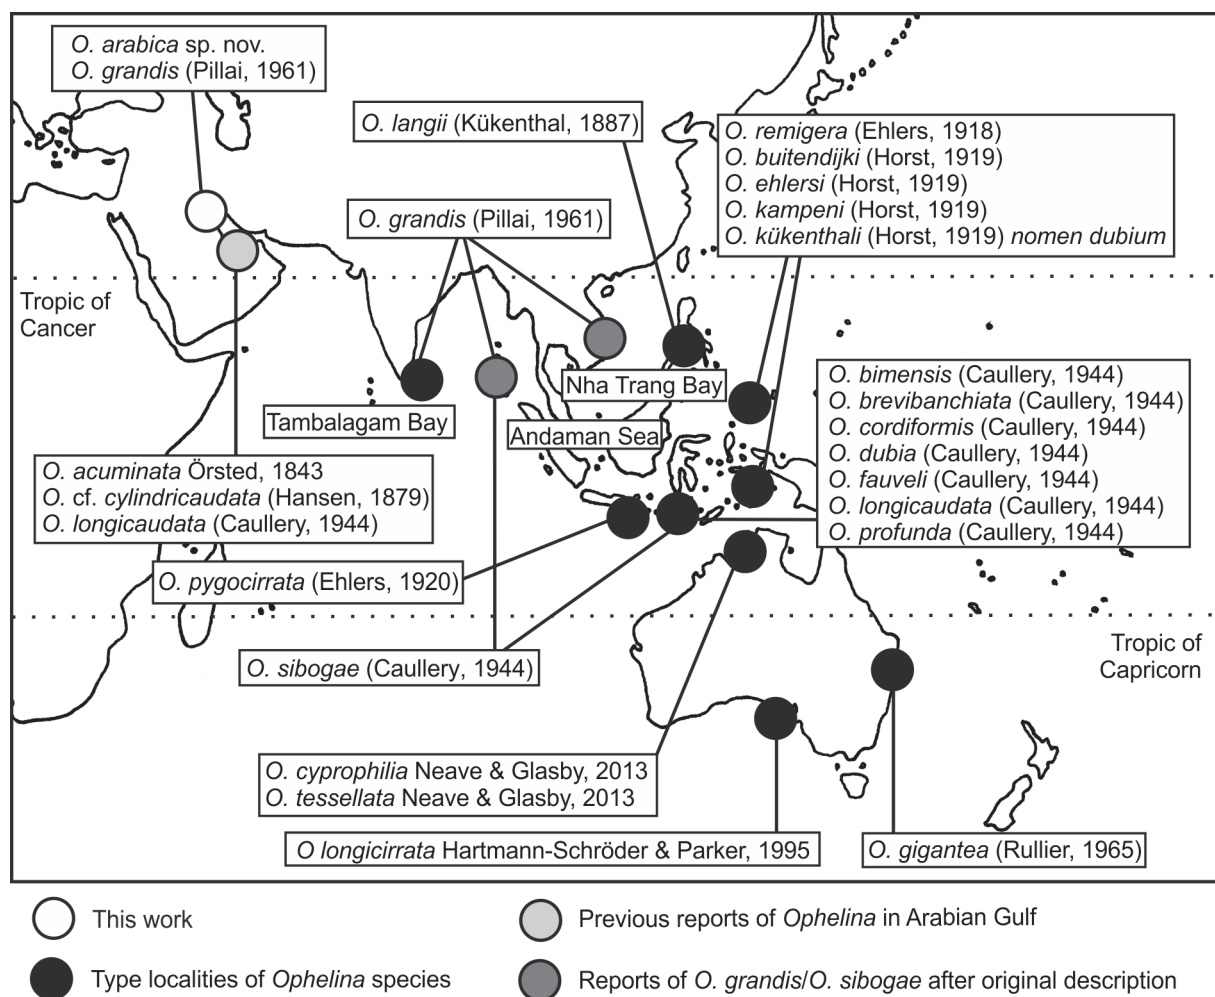 O. arabica sp. nov.
O. grandis (Pillai, 1961)
O. langii (Kükenthal, 1887)
O. remigera (Ehlers, 1918)
O. buitendijki (Horst, 1919)
O. ehlersi (Horst, 1919)
O. kampeni (Horst, 1919)
O. kükenthali (Horst, 1919) nomen dubium
O. grandis (Pillai, 1961)
Tropic of
Cancer
Nha Trang Bay
Tambalagam Bay
Andaman Sea
O. bimensis (Caullery, 1944)
O. brevibanchiata (Caullery, 1944)
O. cordiformis (Caullery, 1944)
O. dubia (Caullery, 1944)
O. fauveli (Caullery, 1944)
O. longicaudata (Caullery, 1944)
O. profunda (Caullery, 1944)
O. acuminata Örsted, 1843
O. cf. cylindricaudata (Hansen, 1879)
O. longicaudata (Caullery, 1944)
O. pygocirrata (Ehlers, 1920)
O. sibogae (Caullery, 1944)
Tropic of
Capricorn
O. cyprophilia Neave & Glasby, 2013
O. tessellata Neave & Glasby, 2013
O longicirrata Hartmann-Schröder & Parker, 1995
O. gigantea (Rullier, 1965)
This work
Previous reports of Ophelina in Arabian Gulf
Type localities of Ophelina species
Reports of O. grandis/O. sibogae after original description